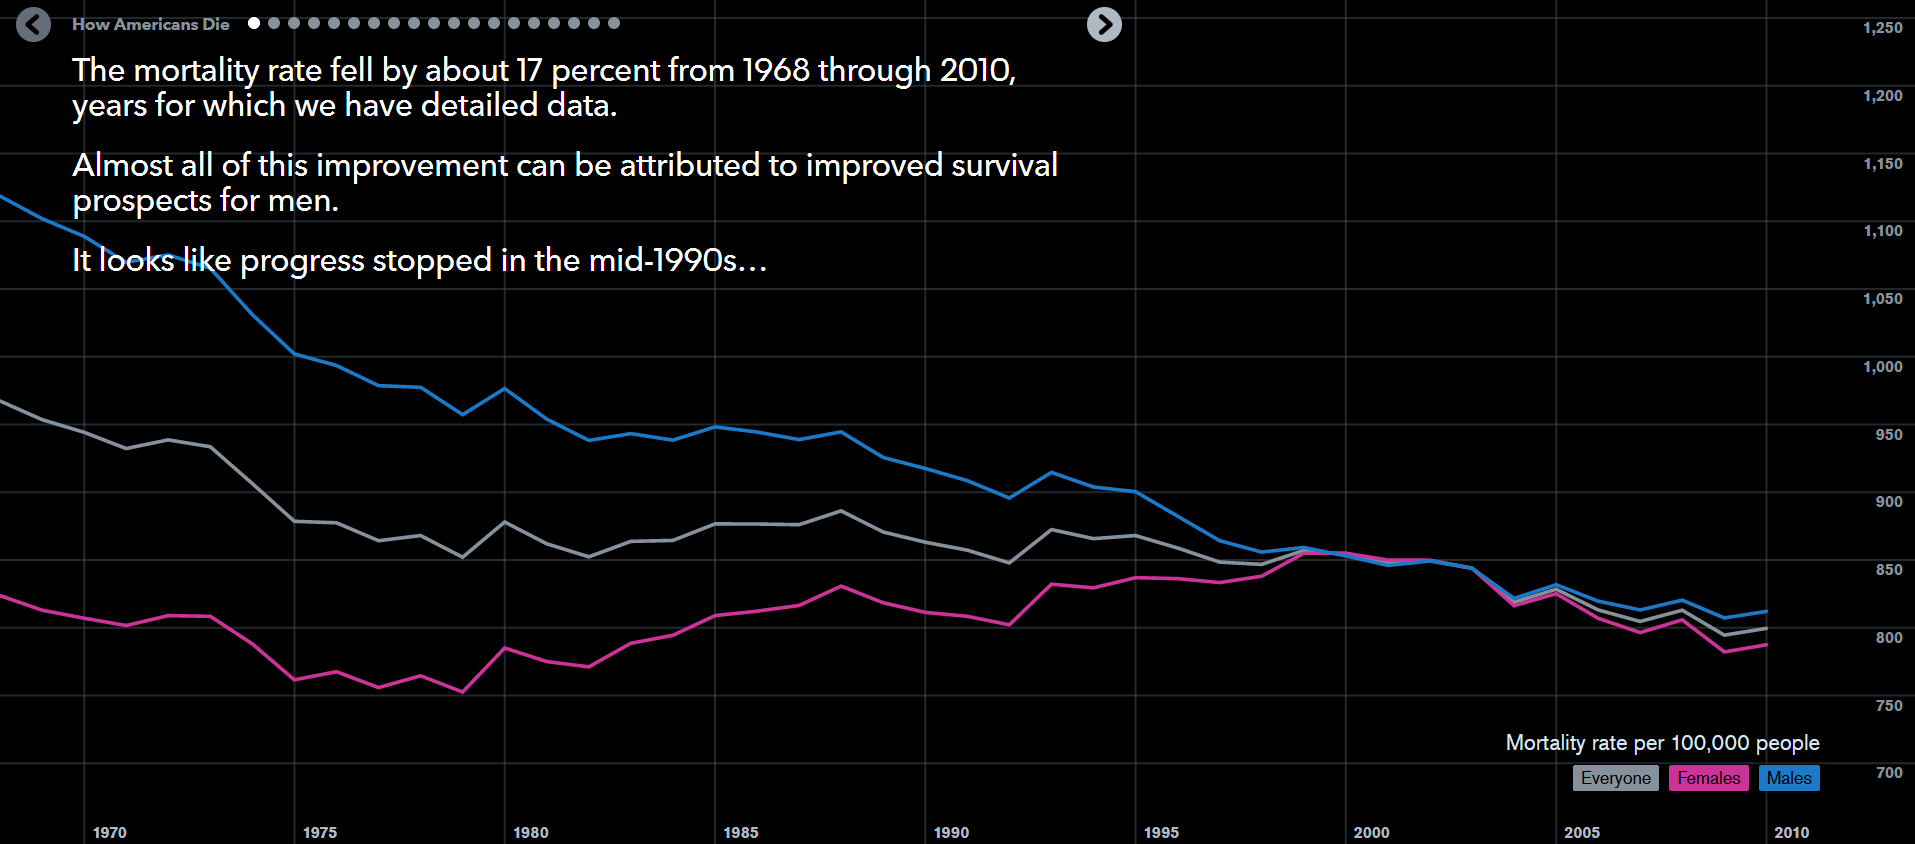 How Americans Die
The mortality rate fell by about 17 percent from 1968 through 2010,
years for which we have detailed data.
Almost all of this improvement can be attributed to improved survival
prospects for men.
It looks like progress stopped in the mid-1990s...
1,250
1,200
1,150
1,100
1,050
1,000
950
900
850
800
750
700
Mortality rate per 100,000 people
Everyone Females Males
1970 1975 1980 1985 1990 1995 2000 2005 2010